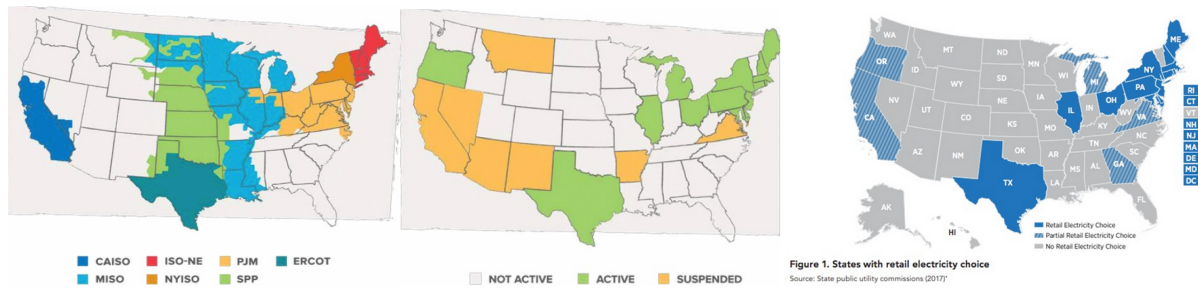 CAISO
ISO-NE
PJM
ERCOT
MISO
NYISO
SPP
NOT ACTIVE
ACTIVE
SUSPENDED
WA
OR
CA
NV
ID
MT
WY
UT
CO
AZ
NM
ND
SD
NE
KS
OK
TX
MN
IA
MO
AR
LA
WI
IL
MI
IN
OH
KY
TN
MS
AL
GA
FL
SC
NC
VA
WV
PA
NY
ME
AK
HI
RI
CT
VT
NH
NJ
MA
DE
MD
DC
Retail Electricity Choice
Partial Retail Electricity Choice
No Retail Electricity Choice
Figure 1. States with retail electricity choice
Source: State public utility commissions (2017)'